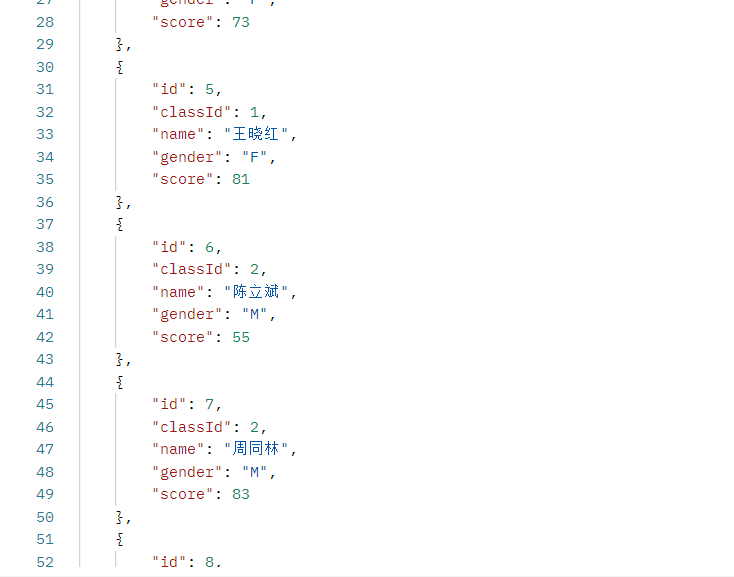 28 "score": 73
29 },
30 {
31 "id": 5,
32 "classId": 1,
33 "name": "王晓红",
34 "gender": "F",
35 "score": 81
36 },
37 {
38 "id": 6,
39 "classId": 2,
40 "name": "陈立斌",
41 "gender": "M",
42 "score": 55
43 },
44 {
45 "id": 7,
46 "classId": 2,
47 "name": "周同林",
48 "gender": "M",
49 "score": 83
50 },
51 {
52 "id": 8,